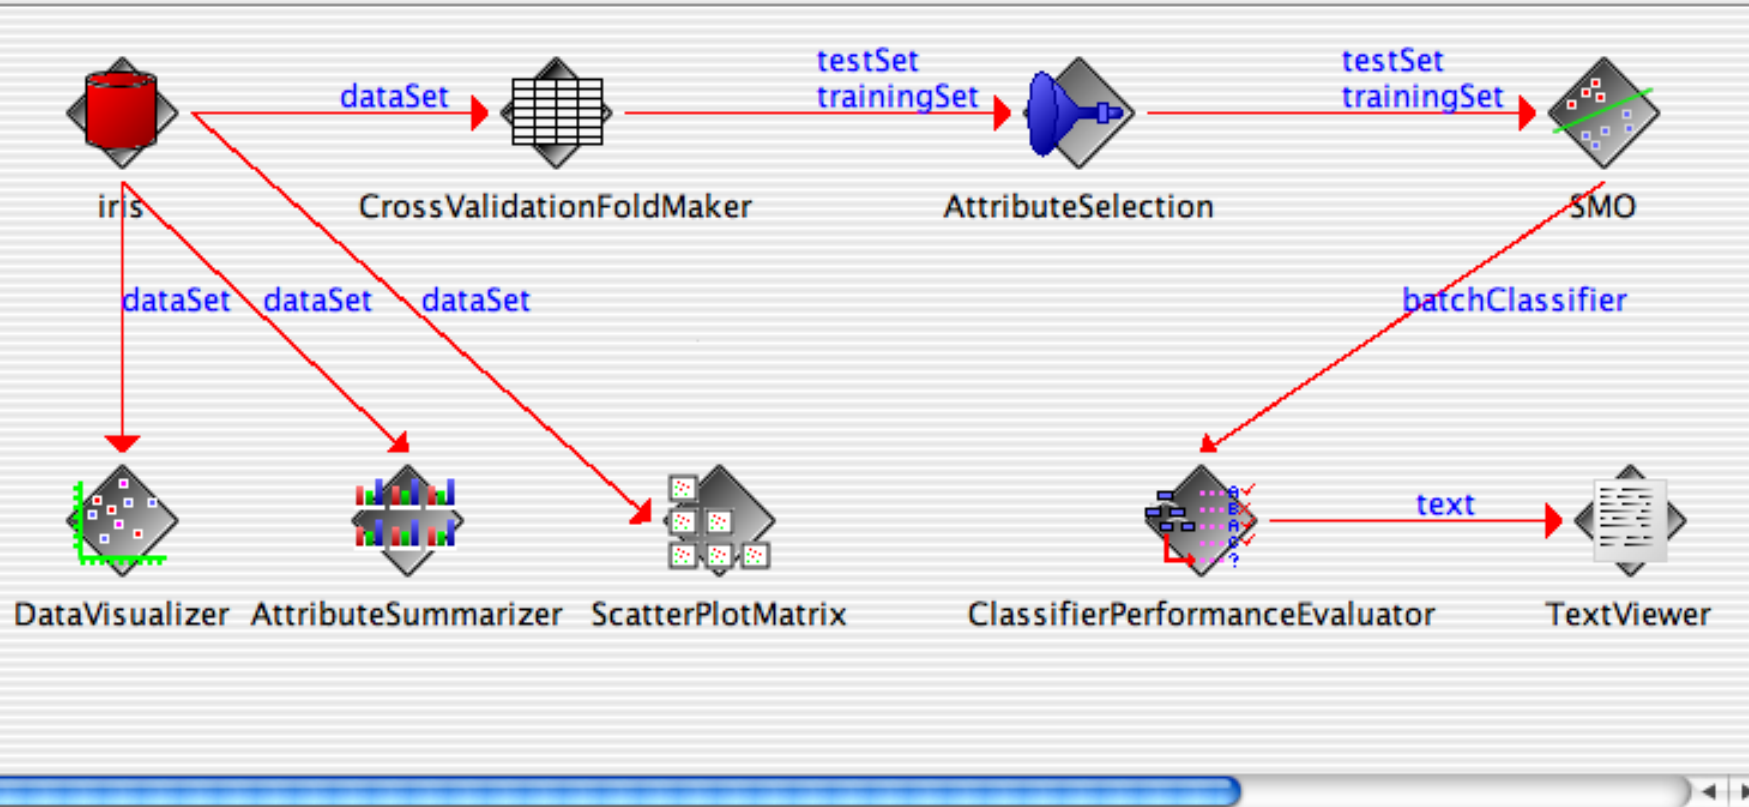 testSet
trainingSet
testSet
trainingSet
dataSet
iris
CrossValidationFoldMaker
AttributeSelection
SMO
dataSet
dataSet
dataSet
batchClassifier
text
DataVisualizer
AttributeSummarizer
ScatterPlotMatrix
ClassifierPerformanceEvaluator
TextViewer